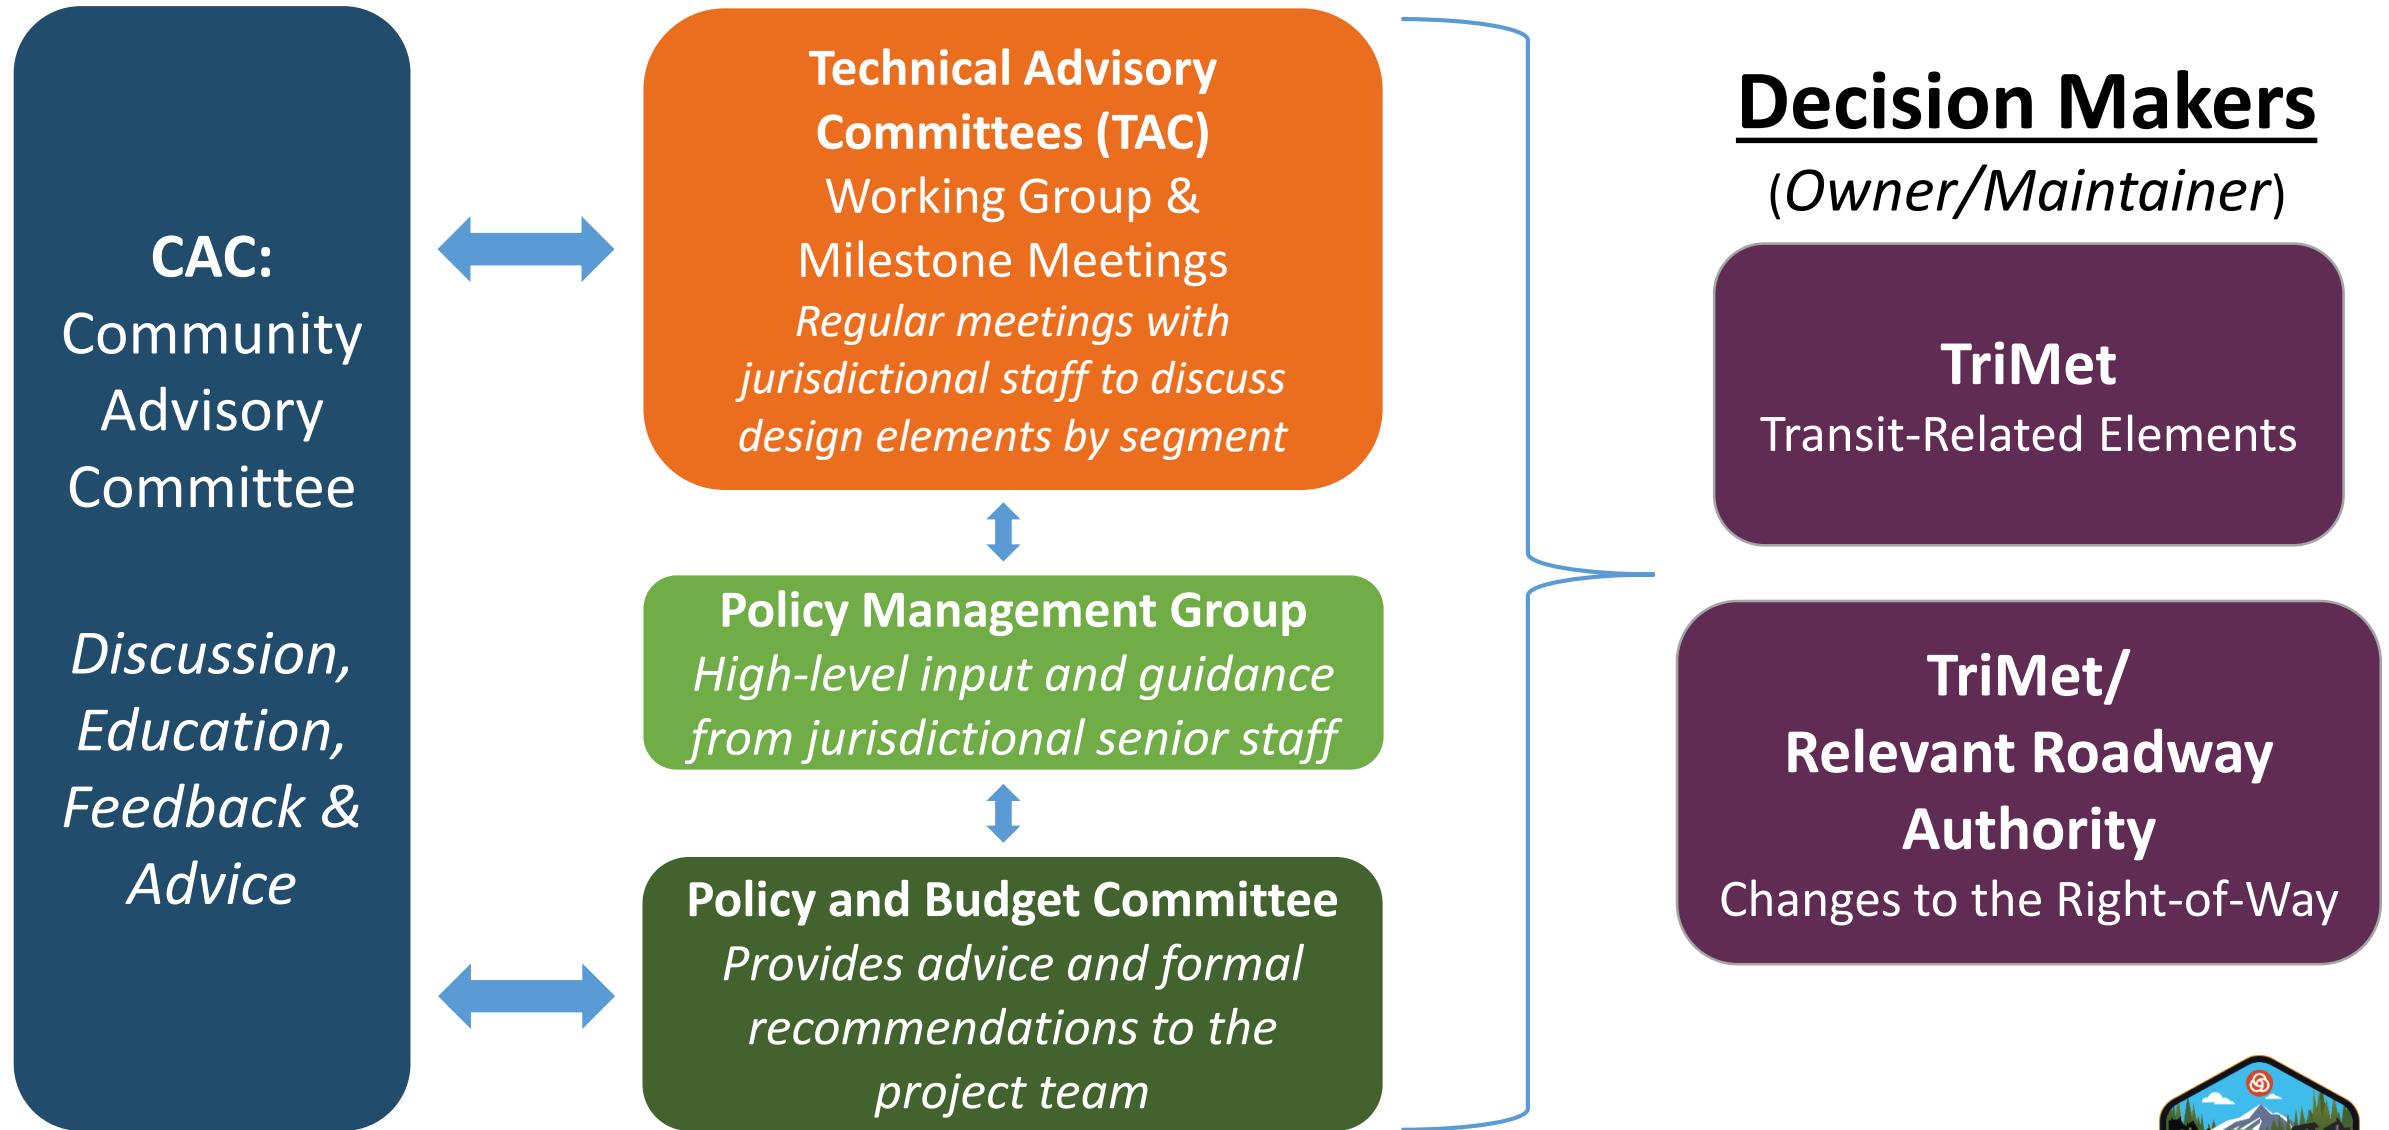 CAC:
Community
Advisory
Committee
Discussion,
Education,
Feedback &
Advice
Technical Advisory
Committees (TAC)
Working Group &
Milestone Meetings
Regular meetings with
jurisdictional staff to discuss
design elements by segment
Policy Management Group
High-level input and guidance
from jurisdictional senior staff
Policy and Budget Committee
Provides advice and formal
recommendations to the
project team
Decision Makers
(Owner/Maintainer)
TriMet
Transit-Related Elements
TriMet/
Relevant Roadway
Authority
Changes to the Right-of-Way